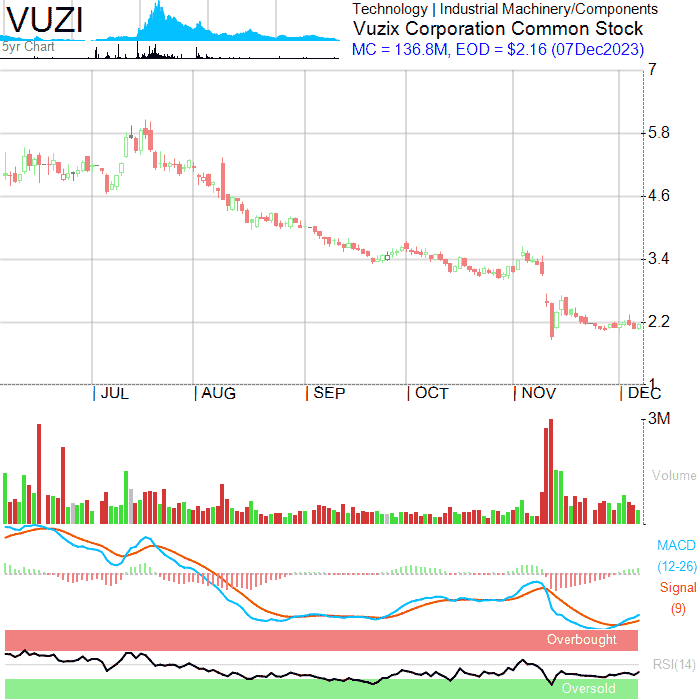 VUZI
5yr Chart
Technology | Industrial Machinery/Components
Vuzix Corporation Common Stock
MC = 136.8M, EOD = $2.16 (07Dec2023)
7
5.8
4.6
3.4
2.2
1
JUL AUG SEP OCT NOV DEC
3M
Volume
MACD
(12-26)
Signal
(9)
Overbought
RSI(14)
Oversold